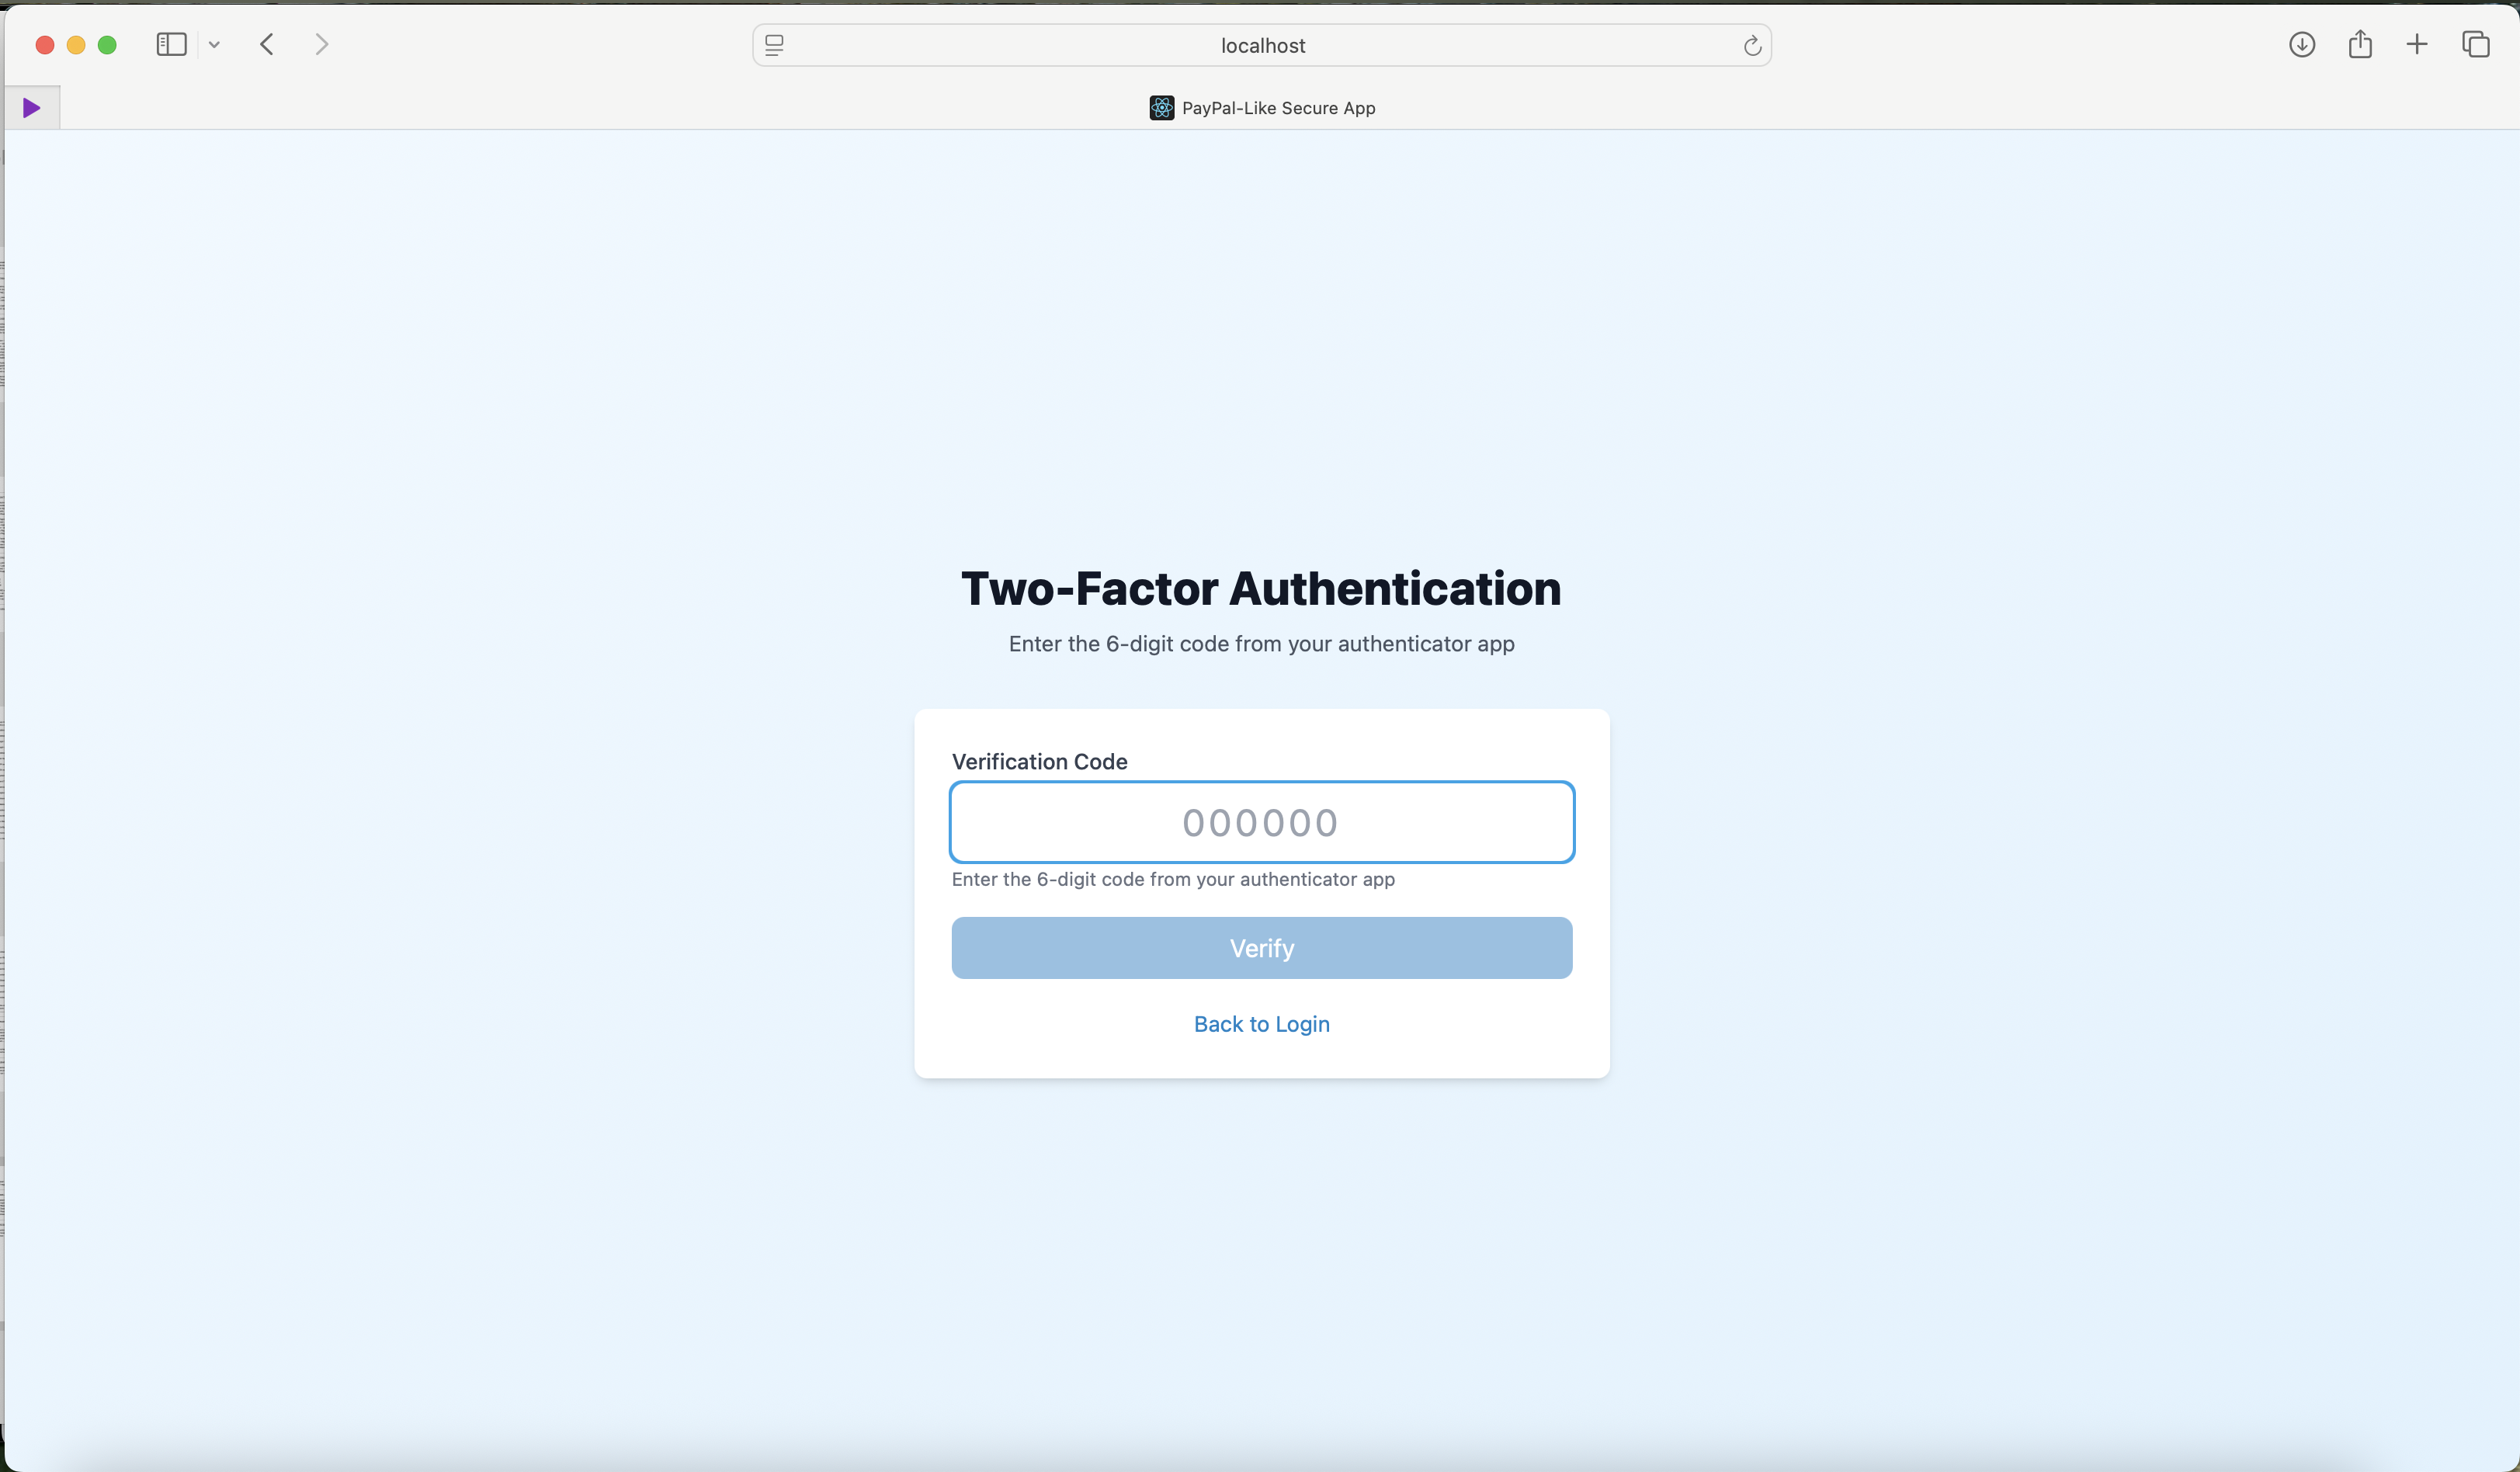 localhost
PayPal-Like Secure App
Two-Factor Authentication
Enter the 6-digit code from your authenticator app
Verification Code
000000
Enter the 6-digit code from your authenticator app
Verify
Back to Login